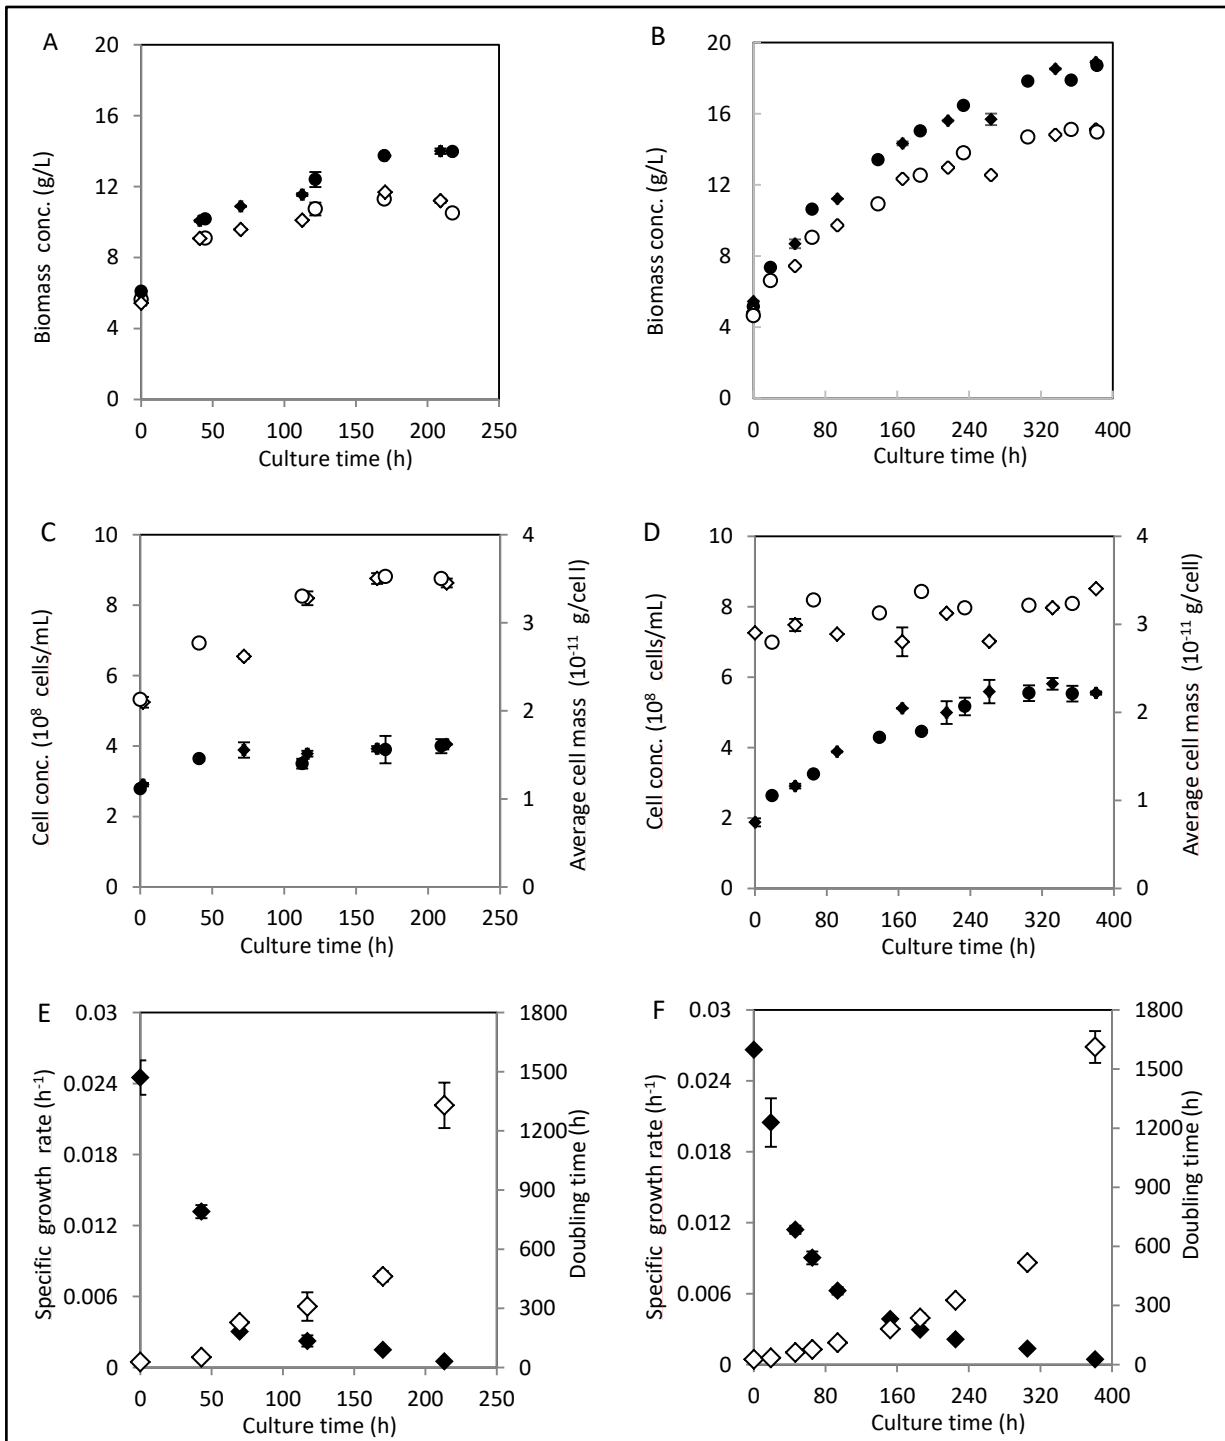 A
20
16
12
8
4
0
Biomass conc. (g/L)
0 50 100 150 200 250
Culture time (h)
B
20
16
12
8
4
0
Biomass conc. (g/L)
0 80 160 240 320 400
Culture time (h)
C
10
8
6
4
2
0
Cell conc. (10⁸ cells/mL)
4
3
2
1
0
Average cell mass (10⁻¹¹ g/cell)
0 50 100 150 200 250
Culture time (h)
D
10
8
6
4
2
0
Cell conc. (10⁸ cells/mL)
4
3
2
1
0
Average cell mass (10⁻¹¹ g/cell)
0 80 160 240 320 400
Culture time (h)
E
0.03
0.024
0.018
0.012
0.006
0
Specific growth rate (h⁻¹)
1800
1500
1200
900
600
300
0
Doubling time (h)
0 50 100 150 200 250
Culture time (h)
F
0.03
0.024
0.018
0.012
0.006
0
Specific growth rate (h⁻¹)
1800
1500
1200
900
600
300
0
Doubling time (h)
0 80 160 240 320 400
Culture time (h)